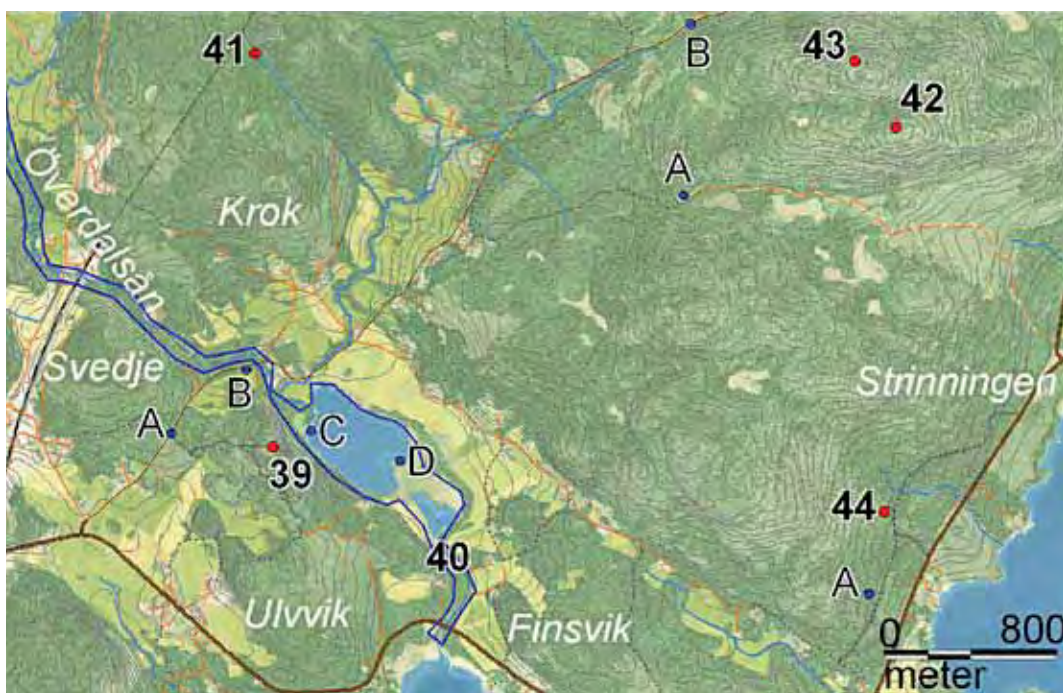 41
B
43
42
A
Överdalsån
Krok
Svedje
B
Strinningen
A
C
D
39
44
40
A
Ulvvik
Finsvik
0 800
meter